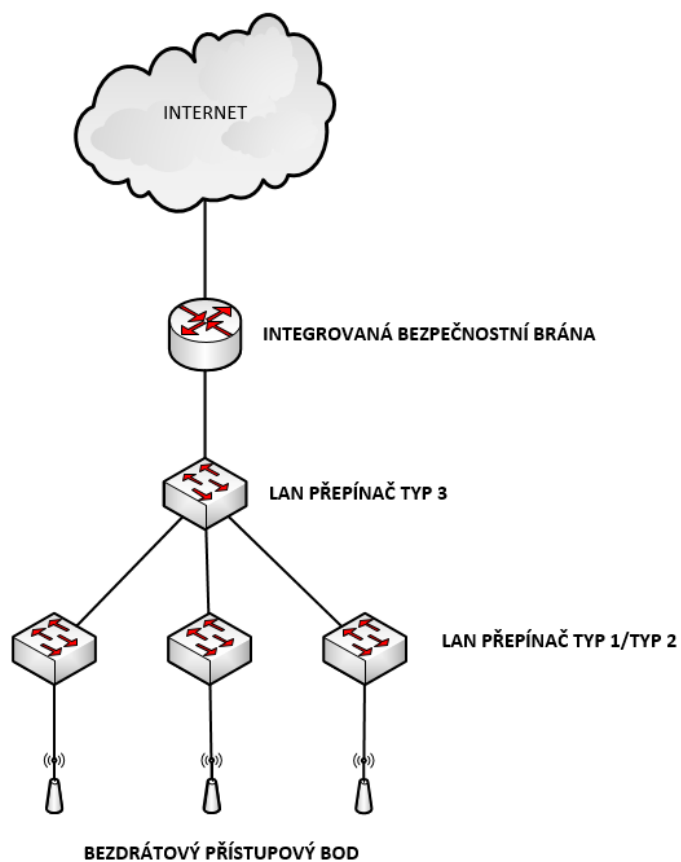 INTERNET
INTEGROVANÁ BEZPEČNOSTNÍ BRÁNA
LAN PŘEPÍNAČ TYP 3
LAN PŘEPÍNAČ TYP 1/TYP 2
BEZDRÁTOVÝ PŘÍSTUPOVÝ BOD